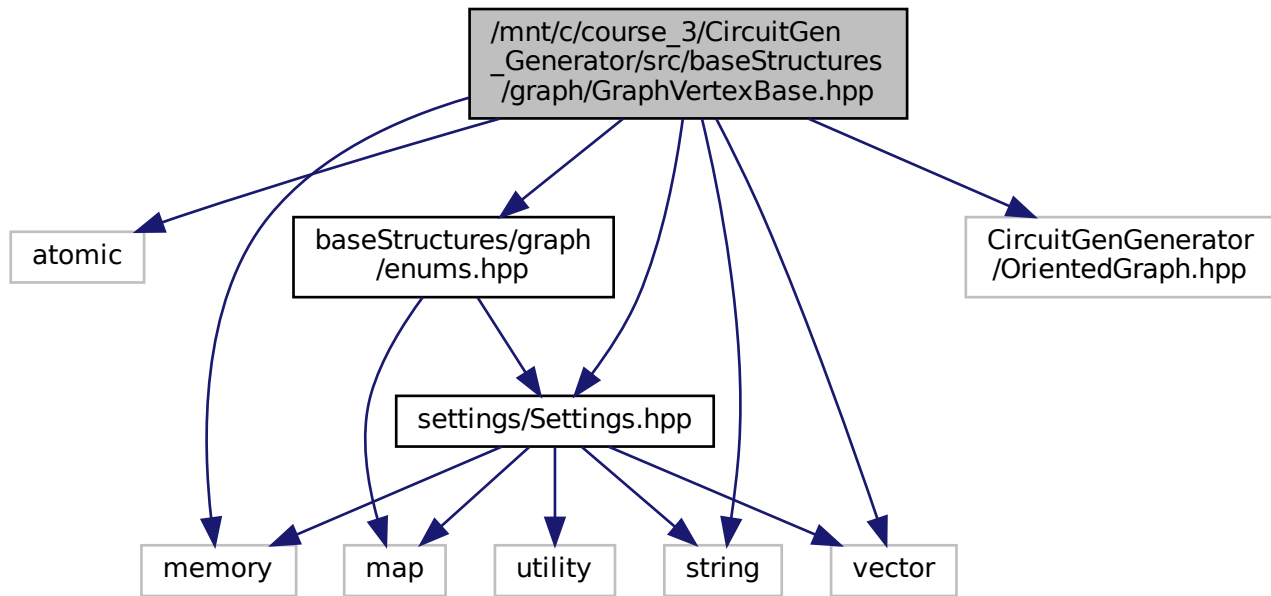 /mnt/c/course_3/CircuitGen
_Generator/src/baseStructures
/graph/GraphVertexBase.hpp
atomic
baseStructures/graph
/enums.hpp
CircuitGenGenerator
/OrientedGraph.hpp
settings/Settings.hpp
memory
map
utility
string
vector